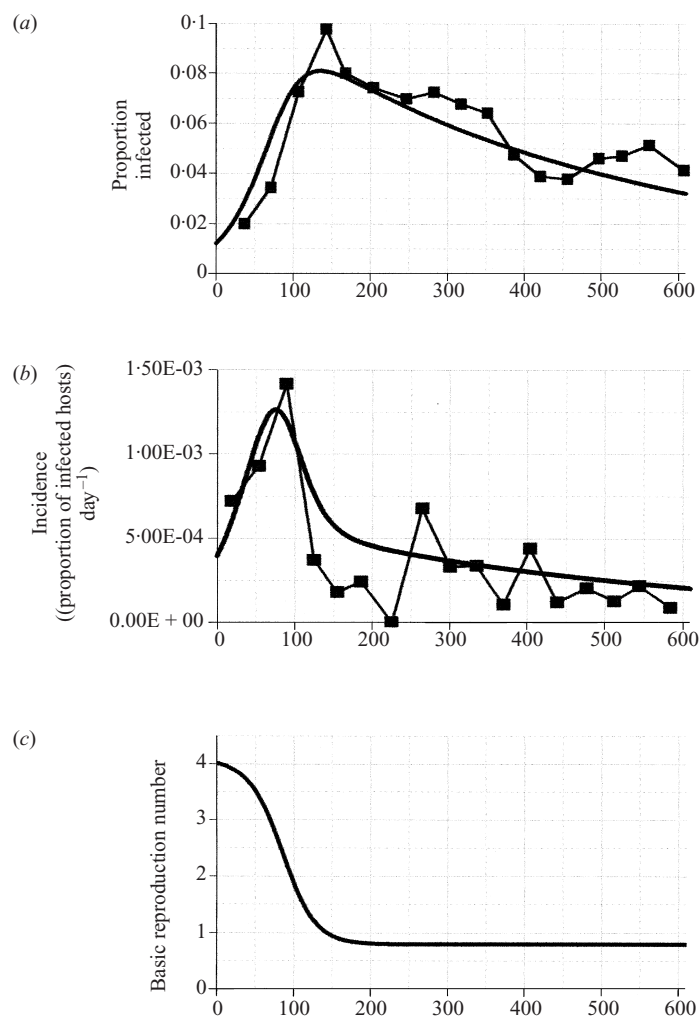 (a)
Proportion
infected
0·1
0·08
0·06
0·04
0·02
0
0 100 200 300 400 500 600
(b)
Incidence
((proportion of infected hosts)
day−1)
1·50E-03
1·00E-03
5·00E-04
0.00E + 00
0 100 200 300 400 500 600
(c)
Basic reproduction number
4
3
2
1
0
0 100 200 300 400 500 600